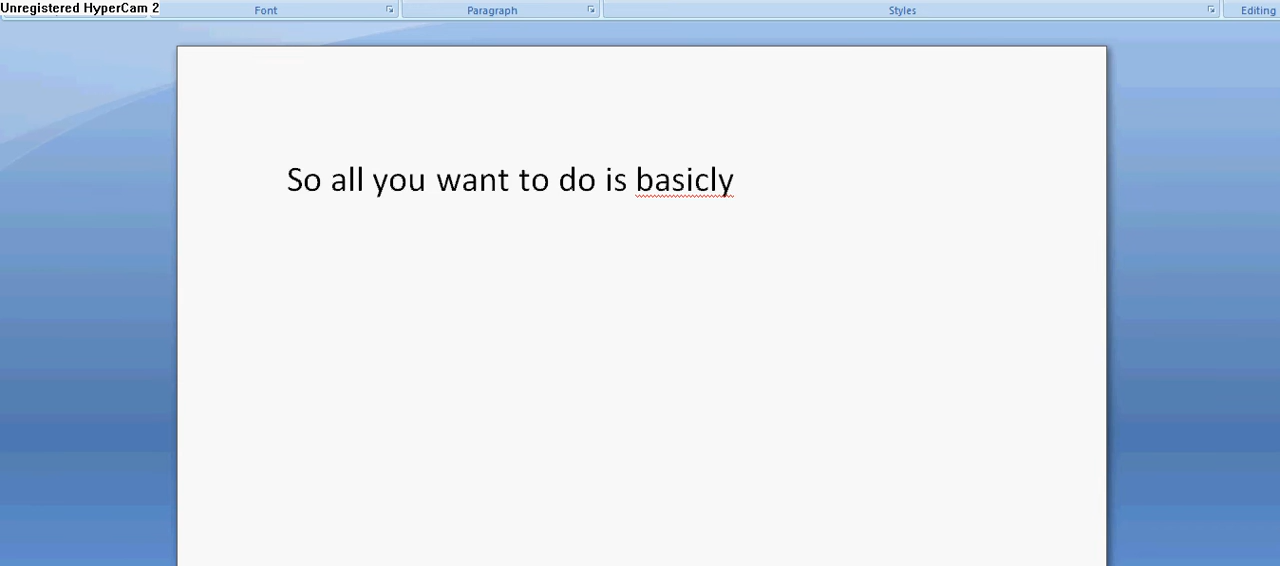 Unregistered HyperCam 2
Font Paragraph Styles Editing
So all you want to do is basicly